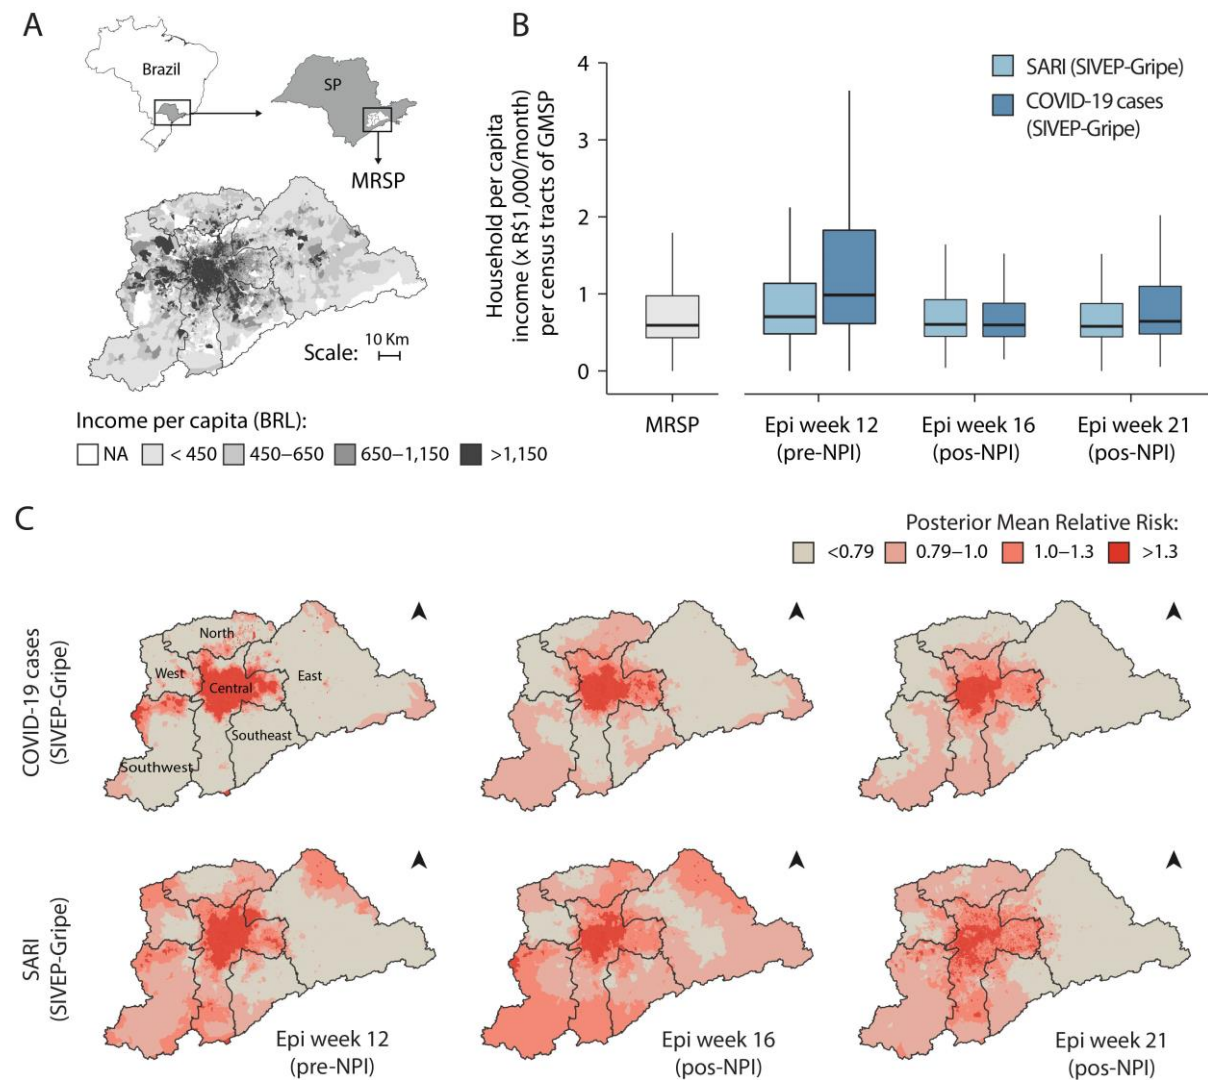 A
Brazil
SP
MRSP
Scale:
10 Km
Income per capita (BRL):
NA
< 450
450–650
650–1,150
>1,150
B
Household per capita
income (x R$1,000/month)
per census tracts of GMSP
4
3
2
1
0
SARI (SIVEP-Gripe)
COVID-19 cases
(SIVEP-Gripe)
MRSP
Epi week 12
(pre-NPI)
Epi week 16
(pos-NPI)
Epi week 21
(pos-NPI)
C
Posterior Mean Relative Risk:
<0.79
0.79–1.0
1.0–1.3
>1.3
COVID-19 cases
(SIVEP-Gripe)
North
West
Central
East
Southeast
Southwest
SARI
(SIVEP-Gripe)
Epi week 12
(pre-NPI)
Epi week 16
(pos-NPI)
Epi week 21
(pos-NPI)